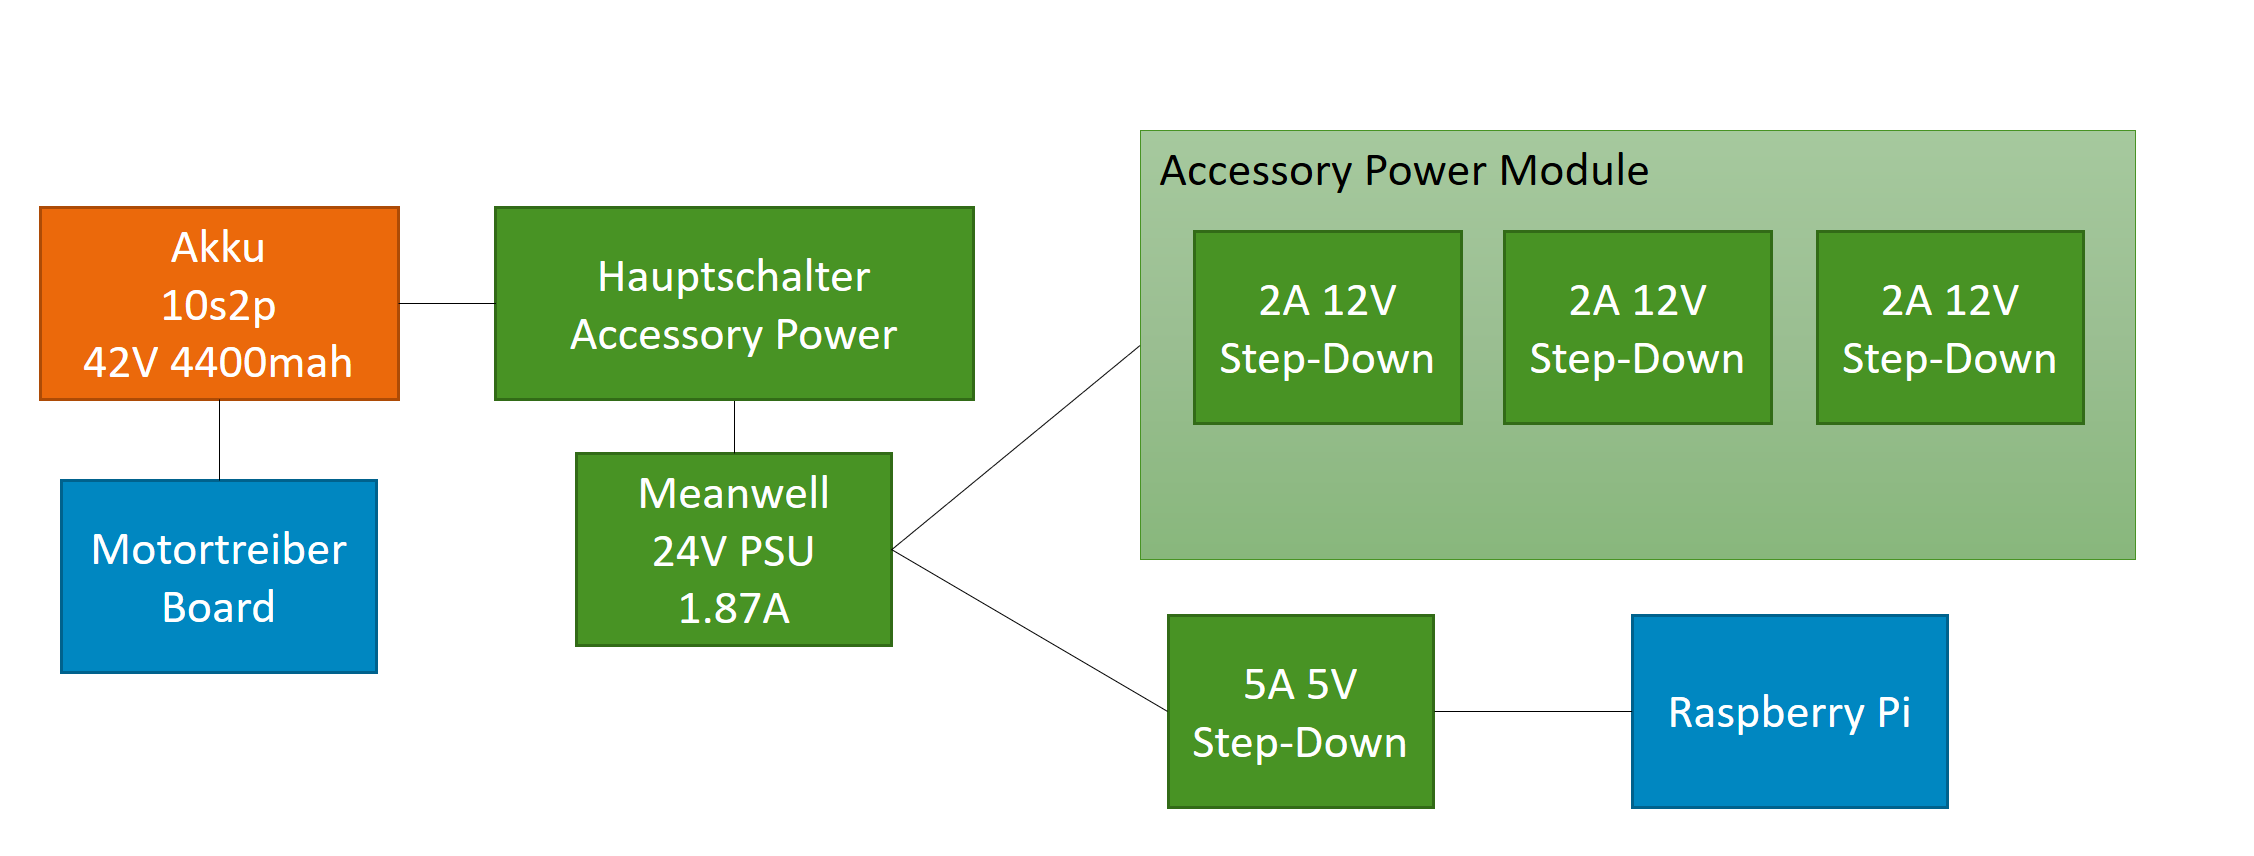 Akku
10s2p
42V 4400mah
Hauptschalter
Accessory Power
Motortreiber
Board
Meanwell
24V PSU
1.87A
Accessory Power Module
2A 12V
Step-Down
2A 12V
Step-Down
2A 12V
Step-Down
5A 5V
Step-Down
Raspberry Pi